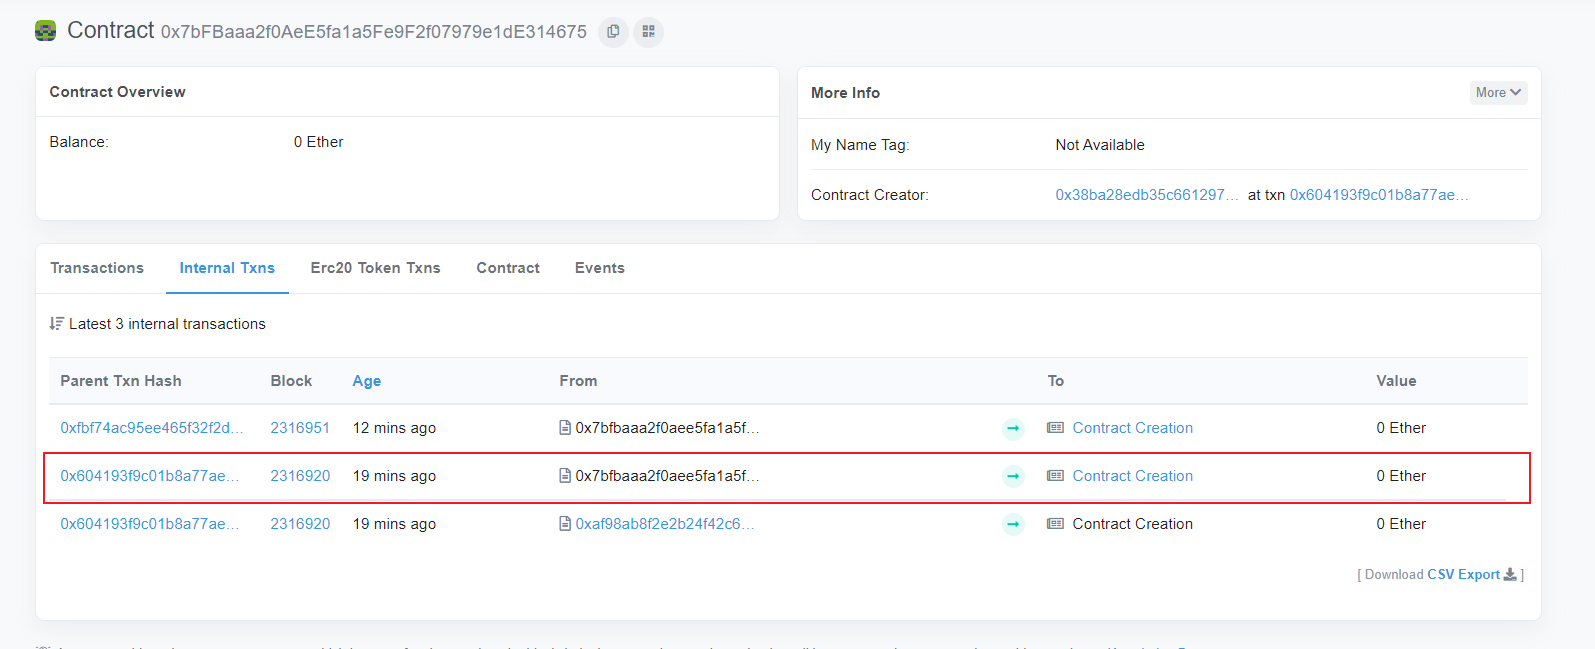 Contract 0x7bFBaaa2f0AeE5fa1a5Fe9F2f07979e1dE314675
Contract Overview
Balance: 0 Ether
More Info More
My Name Tag: Not Available
Contract Creator: 0x38ba28edb35c661297... at txn 0x604193f9c01b8a77ae...
Transactions Internal Txns Erc20 Token Txns Contract Events
Latest 3 internal transactions
Parent Txn Hash Block Age From To Value
0xfbf74ac95ee465f32f2d... 2316951 12 mins ago 0x7bfbaaa2f0aee5fa1a5f... Contract Creation 0 Ether
0x604193f9c01b8a77ae... 2316920 19 mins ago 0x7bfbaaa2f0aee5fa1a5f... Contract Creation 0 Ether
0x604193f9c01b8a77ae... 2316920 19 mins ago 0xaf98ab8f2e2b24f42c6... Contract Creation 0 Ether
[ Download CSV Export ]